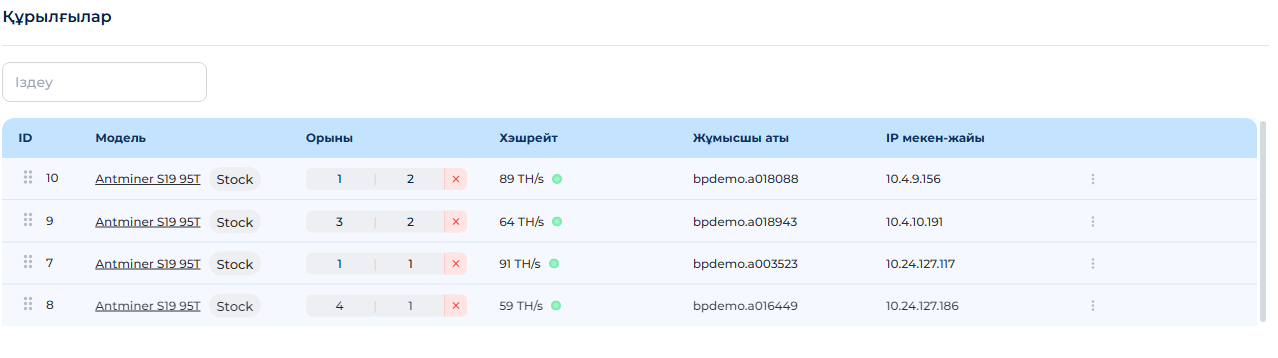 Құрылғылар
Іздеу
ID Модель Орыны Хэшрейт Жұмысшы аты IP мекен-жайы
10 Antminer S19 95T Stock 1 2 × 89 TH/s bpdemo.a018088 10.4.9.156
9 Antminer S19 95T Stock 3 2 × 64 TH/s bpdemo.a018943 10.4.10.191
7 Antminer S19 95T Stock 1 1 × 91 TH/s bpdemo.a003523 10.24.127.117
8 Antminer S19 95T Stock 4 1 × 59 TH/s bpdemo.a016449 10.24.127.186